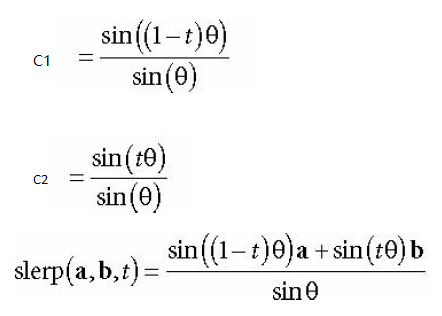 C1 = sin((1−t)θ) / sin(θ)
C2 = sin(tθ) / sin(θ)
slerp(a,b,t) = sin((1−t)θ)a + sin(tθ)b / sinθ